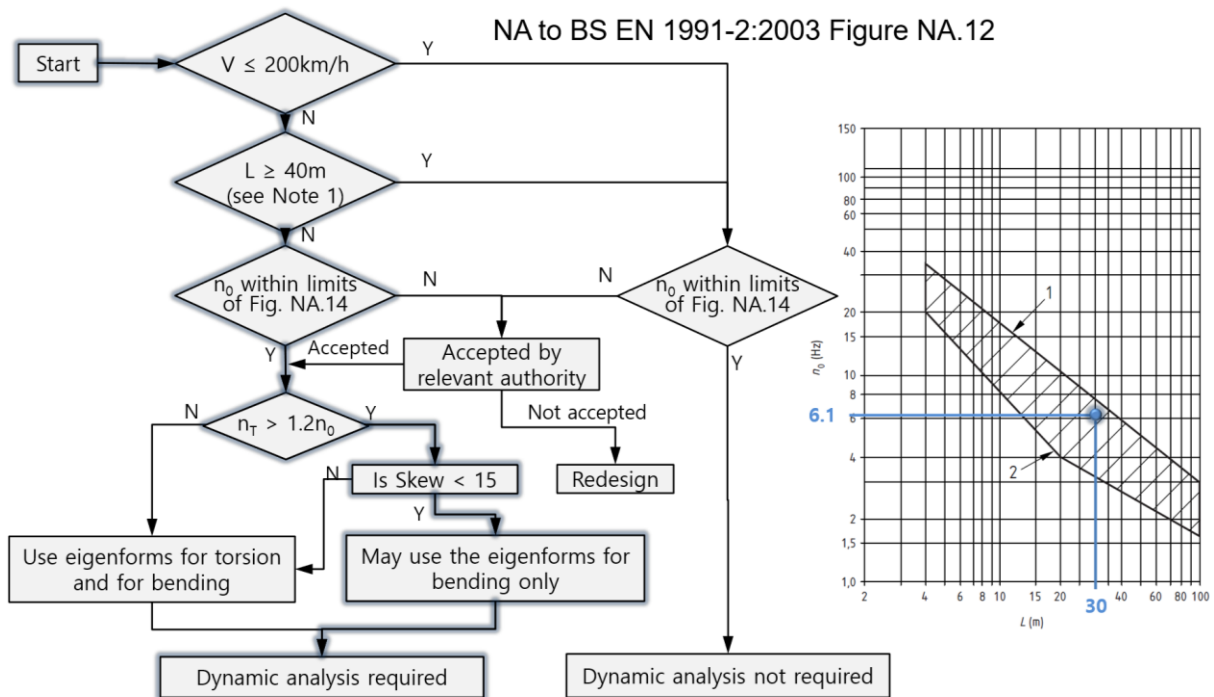 NA to BS EN 1991-2:2003 Figure NA.12
Start
V ≤ 200km/h
Y
N
L ≥ 40m
(see Note 1)
Y
N
n₀ within limits
of Fig. NA.14
N
N
n₀ within limits
of Fig. NA.14
Y
Accepted
Accepted by
relevant authority
Y
N
nT > 1.2n₀
Y
Not accepted
N
Is Skew < 15
Redesign
Y
Use eigenforms for torsion
and for bending
May use the eigenforms for
bending only
Dynamic analysis required
Dynamic analysis not required
150
100
80
60
40
20
15
10
6.1
6
4
2
1,5
1,0
n₀ (Hz)
1
2
2
4
6
8
10
15
20
40
60
80
100
30
L (m)